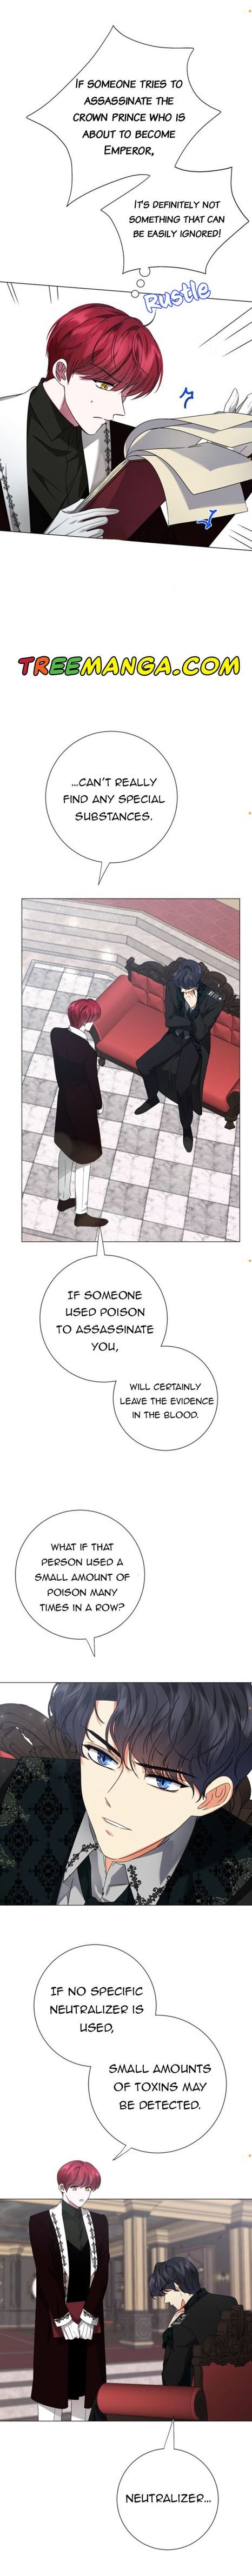 IF SOMEONE TRIES TO
ASSASSINATE THE
CROWN PRINCE WHO IS
ABOUT TO BECOME
EMPEROR,
IT'S DEFINITELY NOT
SOMETHING THAT CAN
BE EASILY IGNORED!
Rustle
TREEMANGA.COM
...CAN'T REALLY
FIND ANY SPECIAL
SUBSTANCES.
IF SOMEONE
USED POISON
TO ASSASSINATE
YOU,
WILL CERTAINLY
LEAVE THE EVIDENCE
IN THE BLOOD.
WHAT IF THAT
PERSON USED A
SMALL AMOUNT OF
POISON MANY
TIMES IN A ROW?
IF NO SPECIFIC
NEUTRALIZER IS
USED,
SMALL AMOUNTS
OF TOXINS MAY
BE DETECTED.
NEUTRALIZER...